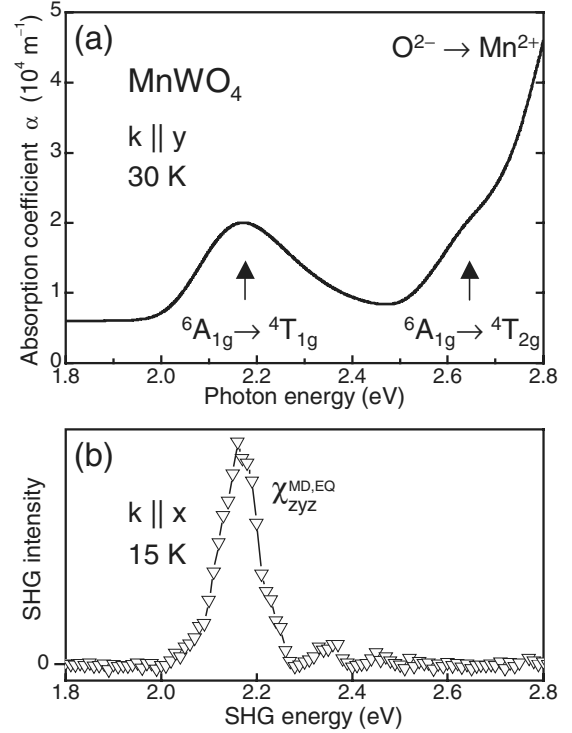 (a)
O²⁻ → Mn²⁺
MnWO₄
k || y
30 K
Absorption coefficient α (10⁴ m⁻¹)
5
4
3
2
1
0
⁶A₁g→ ⁴T₁g
⁶A₁g→ ⁴T₂g
1.8 2.0 2.2 2.4 2.6 2.8
Photon energy (eV)
(b)
χzyz^MD,EQ
k || x
15 K
SHG intensity
0
1.8 2.0 2.2 2.4 2.6 2.8
SHG energy (eV)